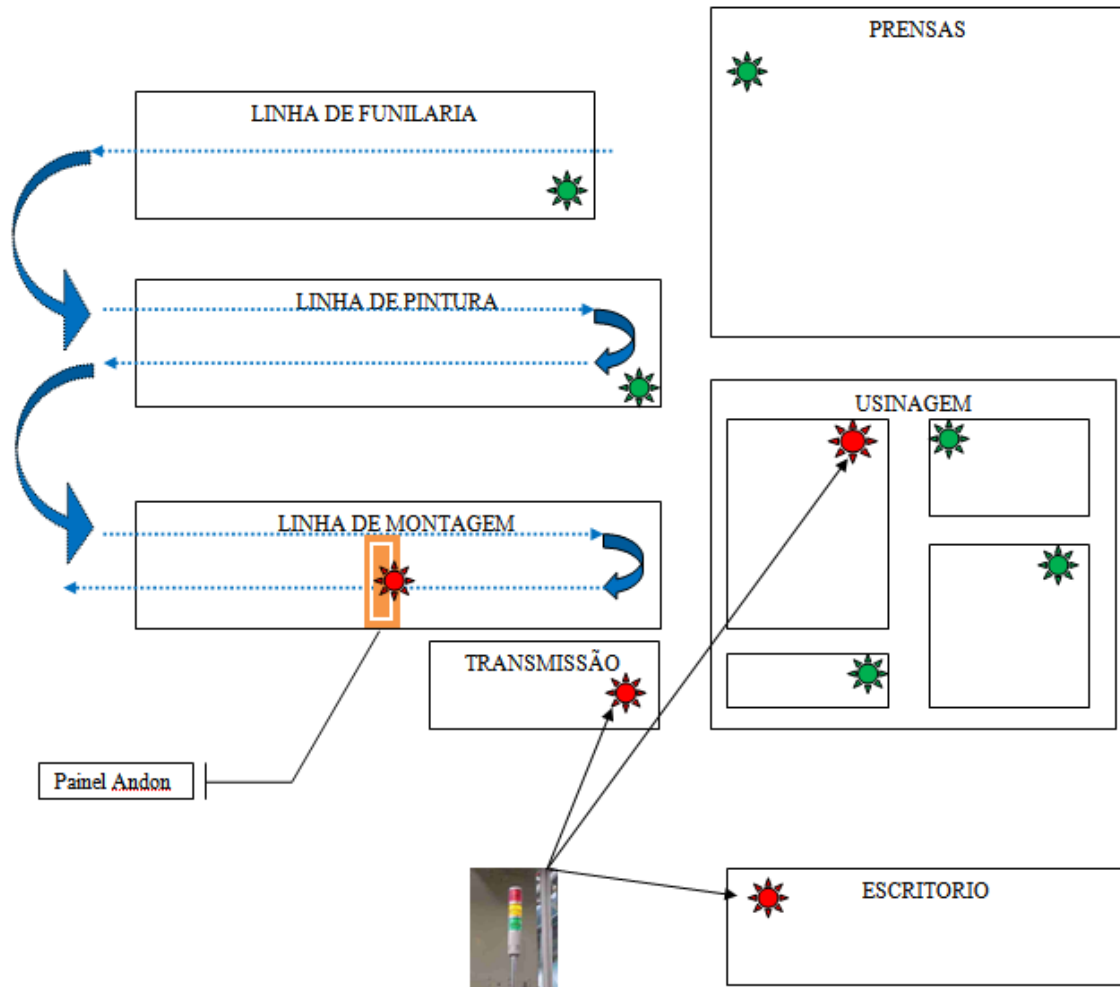 PRENSAS
LINHA DE FUNILARIA
LINHA DE PINTURA
USINAGEM
LINHA DE MONTAGEM
TRANSMISSÃO
Painel Andon
ESCRITORIO